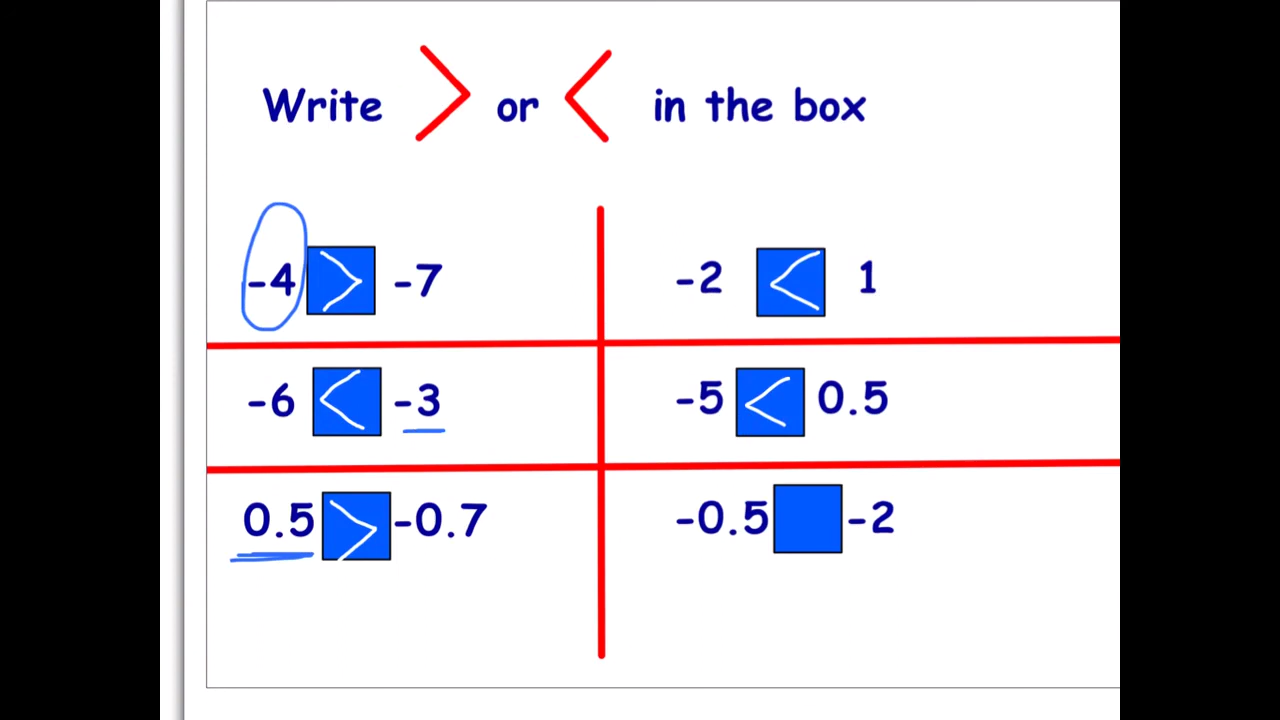 Write > or < in the box
-4 > -7
-2 < 1
-6 < -3
-5 < 0.5
0.5 > -0.7
-0.5 -2